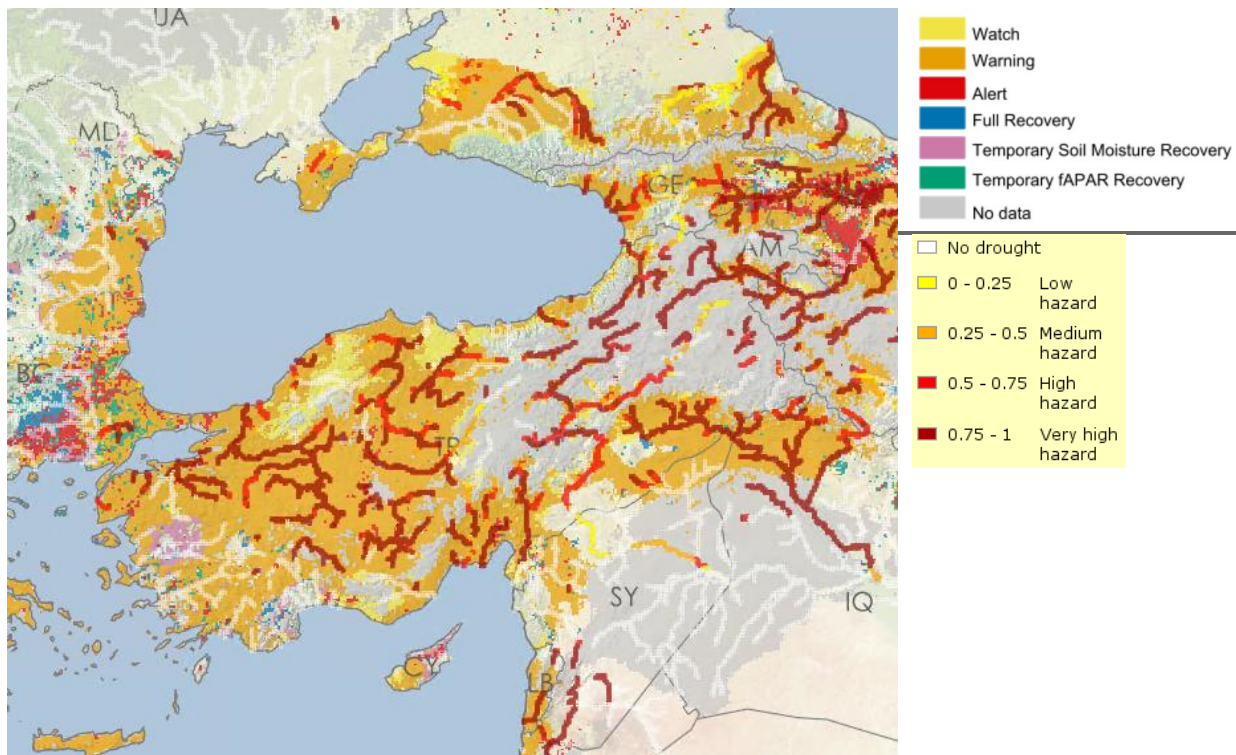 UA
MD
GE
AM
BG
TR
SY
IQ
CY
LB
Watch
Warning
Alert
Full Recovery
Temporary Soil Moisture Recovery
Temporary fAPAR Recovery
No data
No drought
0 - 0.25 Low
hazard
0.25 - 0.5 Medium
hazard
0.5 - 0.75 High
hazard
0.75 - 1 Very high
hazard